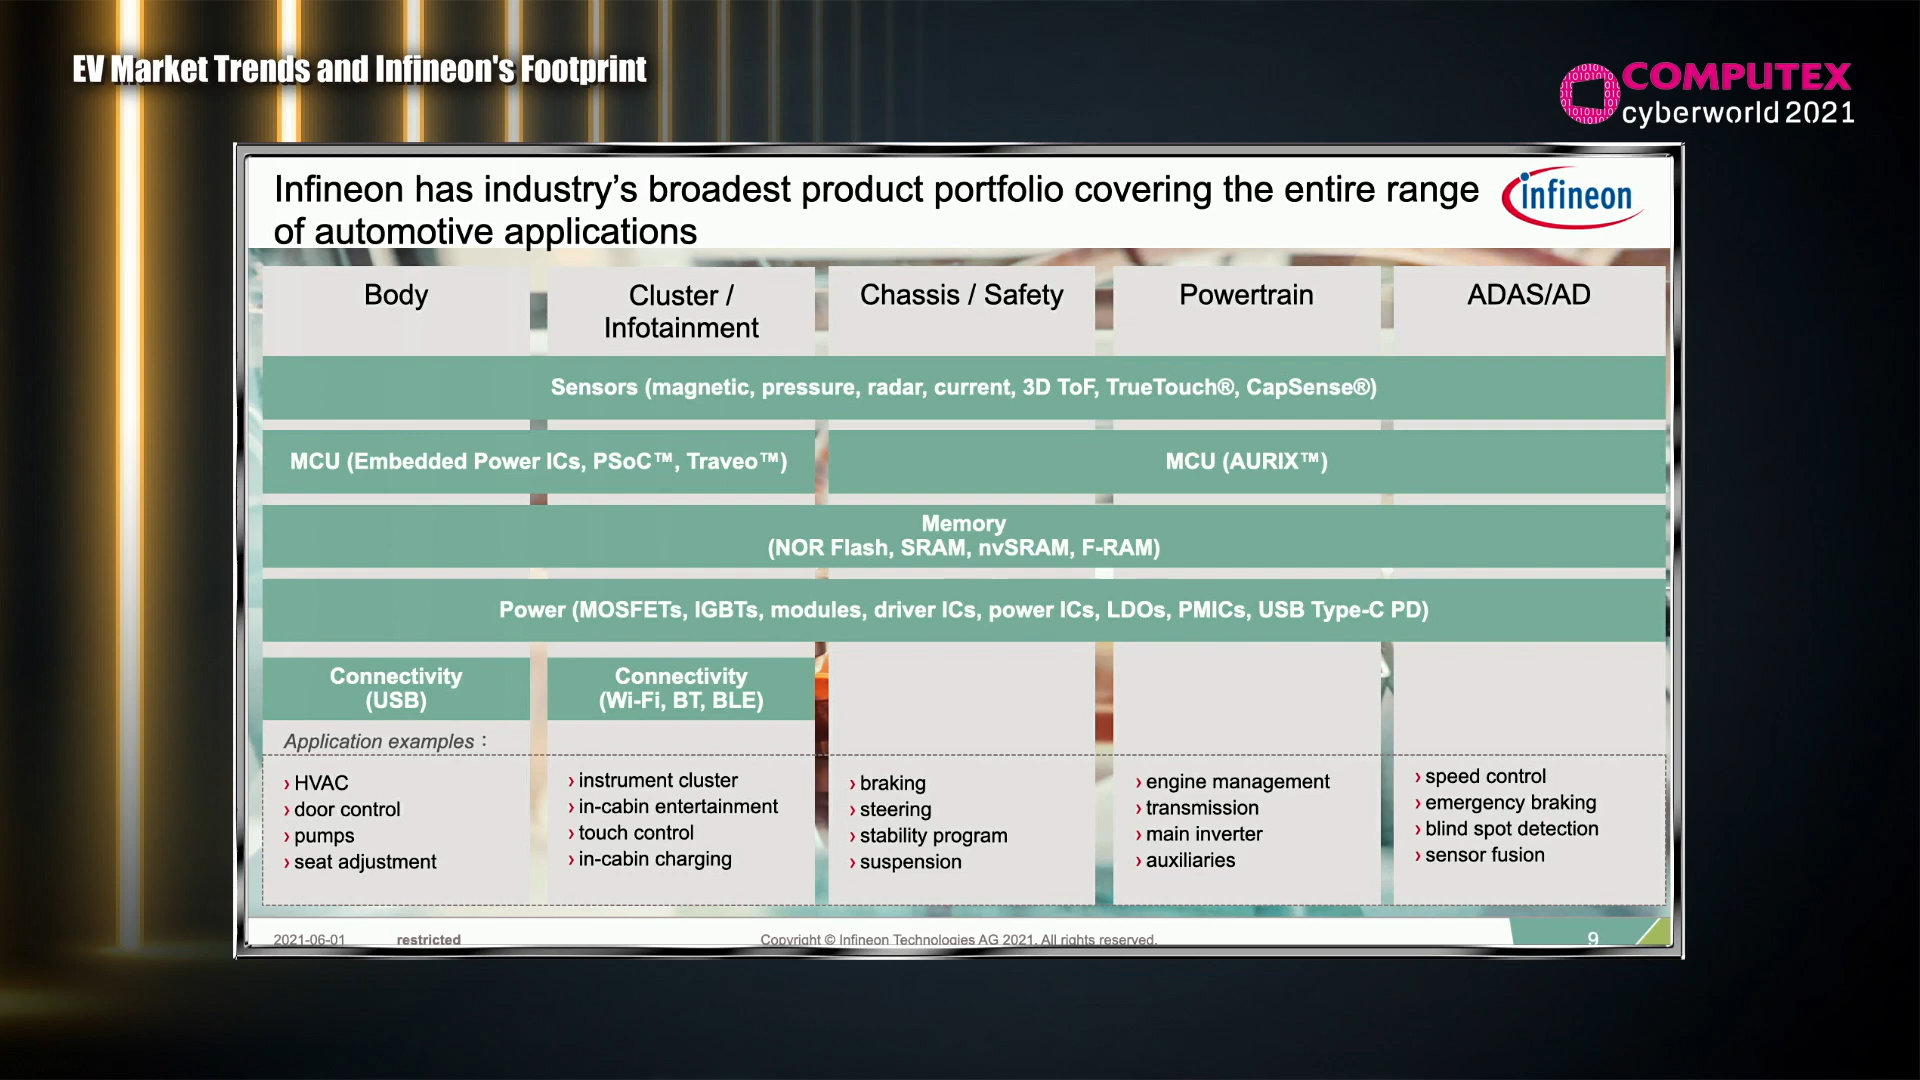 EV Market Trends and Infineon's Footprint
COMPUTEX
cyberworld 2021
Infineon has industry’s broadest product portfolio covering the entire range
of automotive applications
infineon
Body
Cluster /
Infotainment
Chassis / Safety
Powertrain
ADAS/AD
Sensors (magnetic, pressure, radar, current, 3D ToF, TrueTouch®, CapSense®)
MCU (Embedded Power ICs, PSoC™, Traveo™)
MCU (AURIX™)
Memory
(NOR Flash, SRAM, nvSRAM, F-RAM)
Power (MOSFETs, IGBTs, modules, driver ICs, power ICs, LDOs, PMICs, USB Type-C PD)
Connectivity
(USB)
Connectivity
(Wi-Fi, BT, BLE)
Application examples：
› HVAC
› door control
› pumps
› seat adjustment
› instrument cluster
› in-cabin entertainment
› touch control
› in-cabin charging
› braking
› steering
› stability program
› suspension
› engine management
› transmission
› main inverter
› auxiliaries
› speed control
› emergency braking
› blind spot detection
› sensor fusion
2021-06-01 restricted Copyright © Infineon Technologies AG 2021. All rights reserved. 9